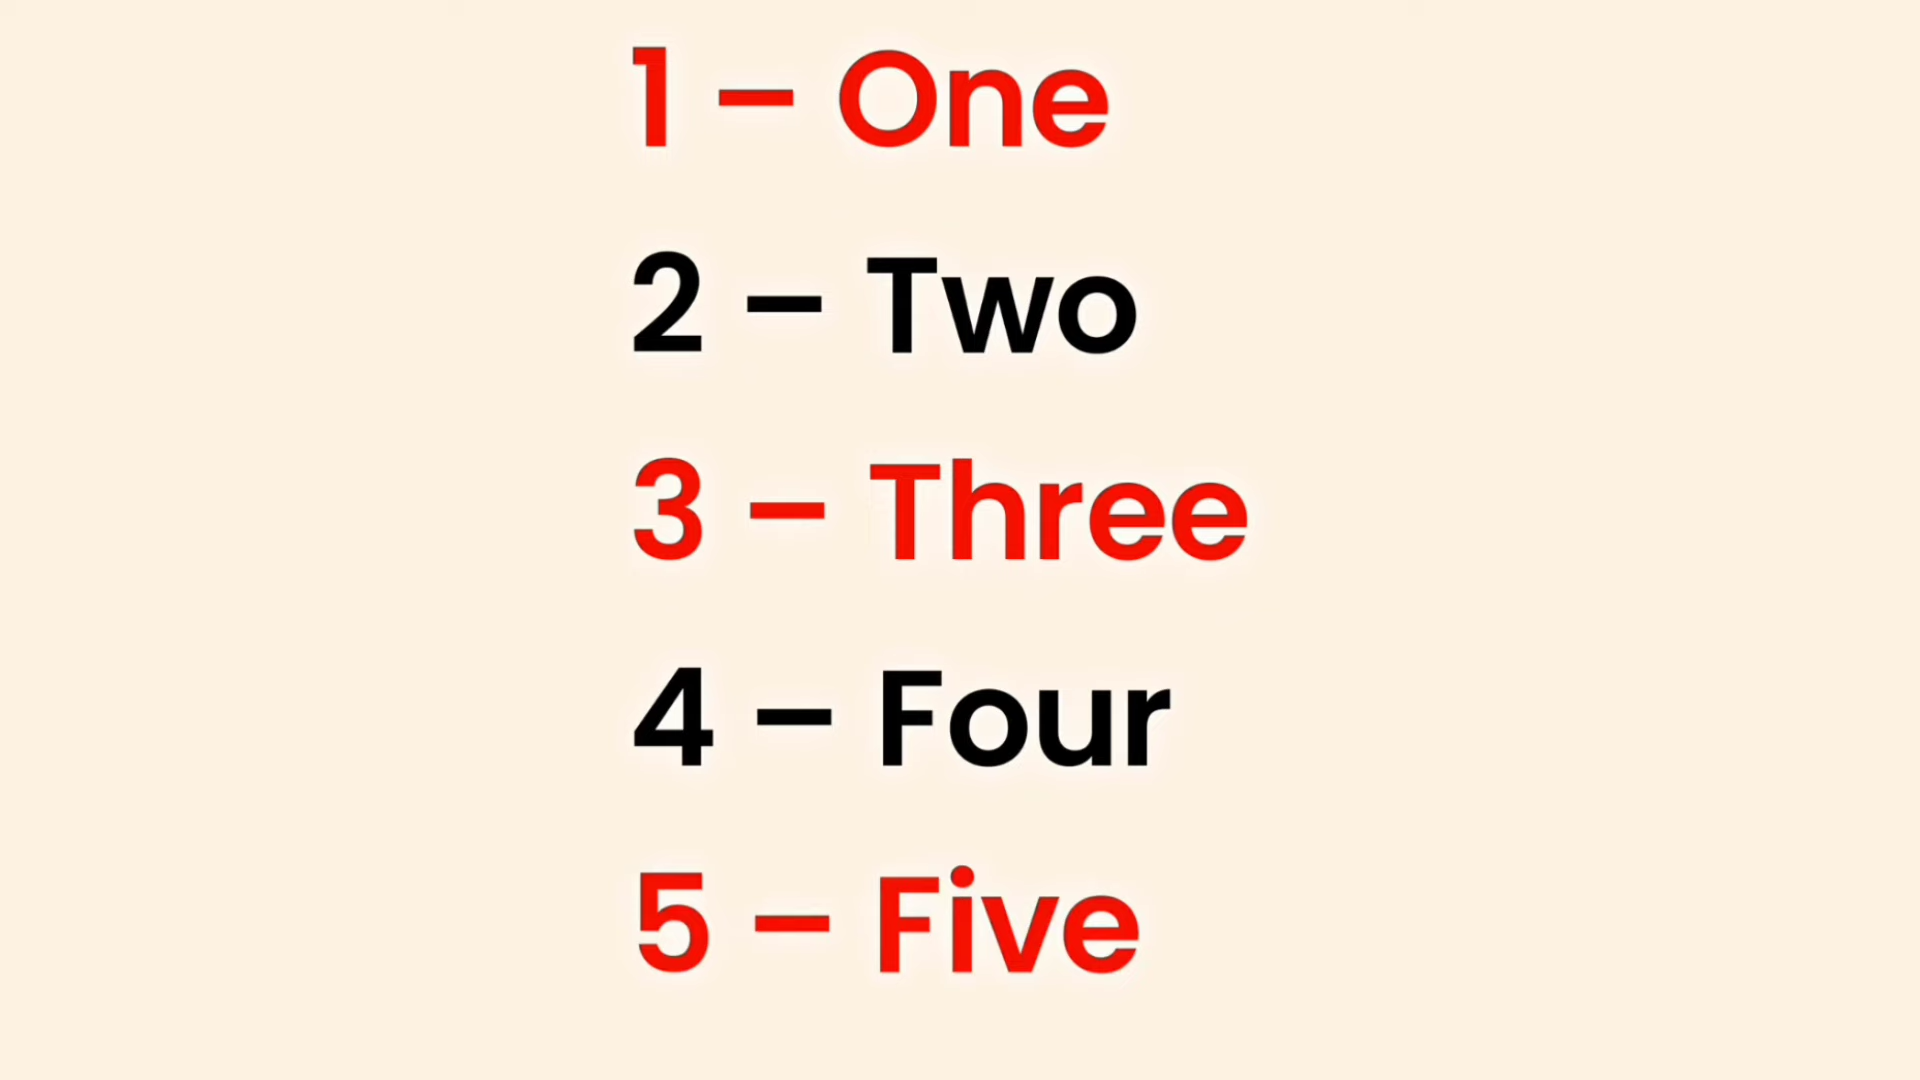 1 – One
2 – Two
3 – Three
4 – Four
5 – Five